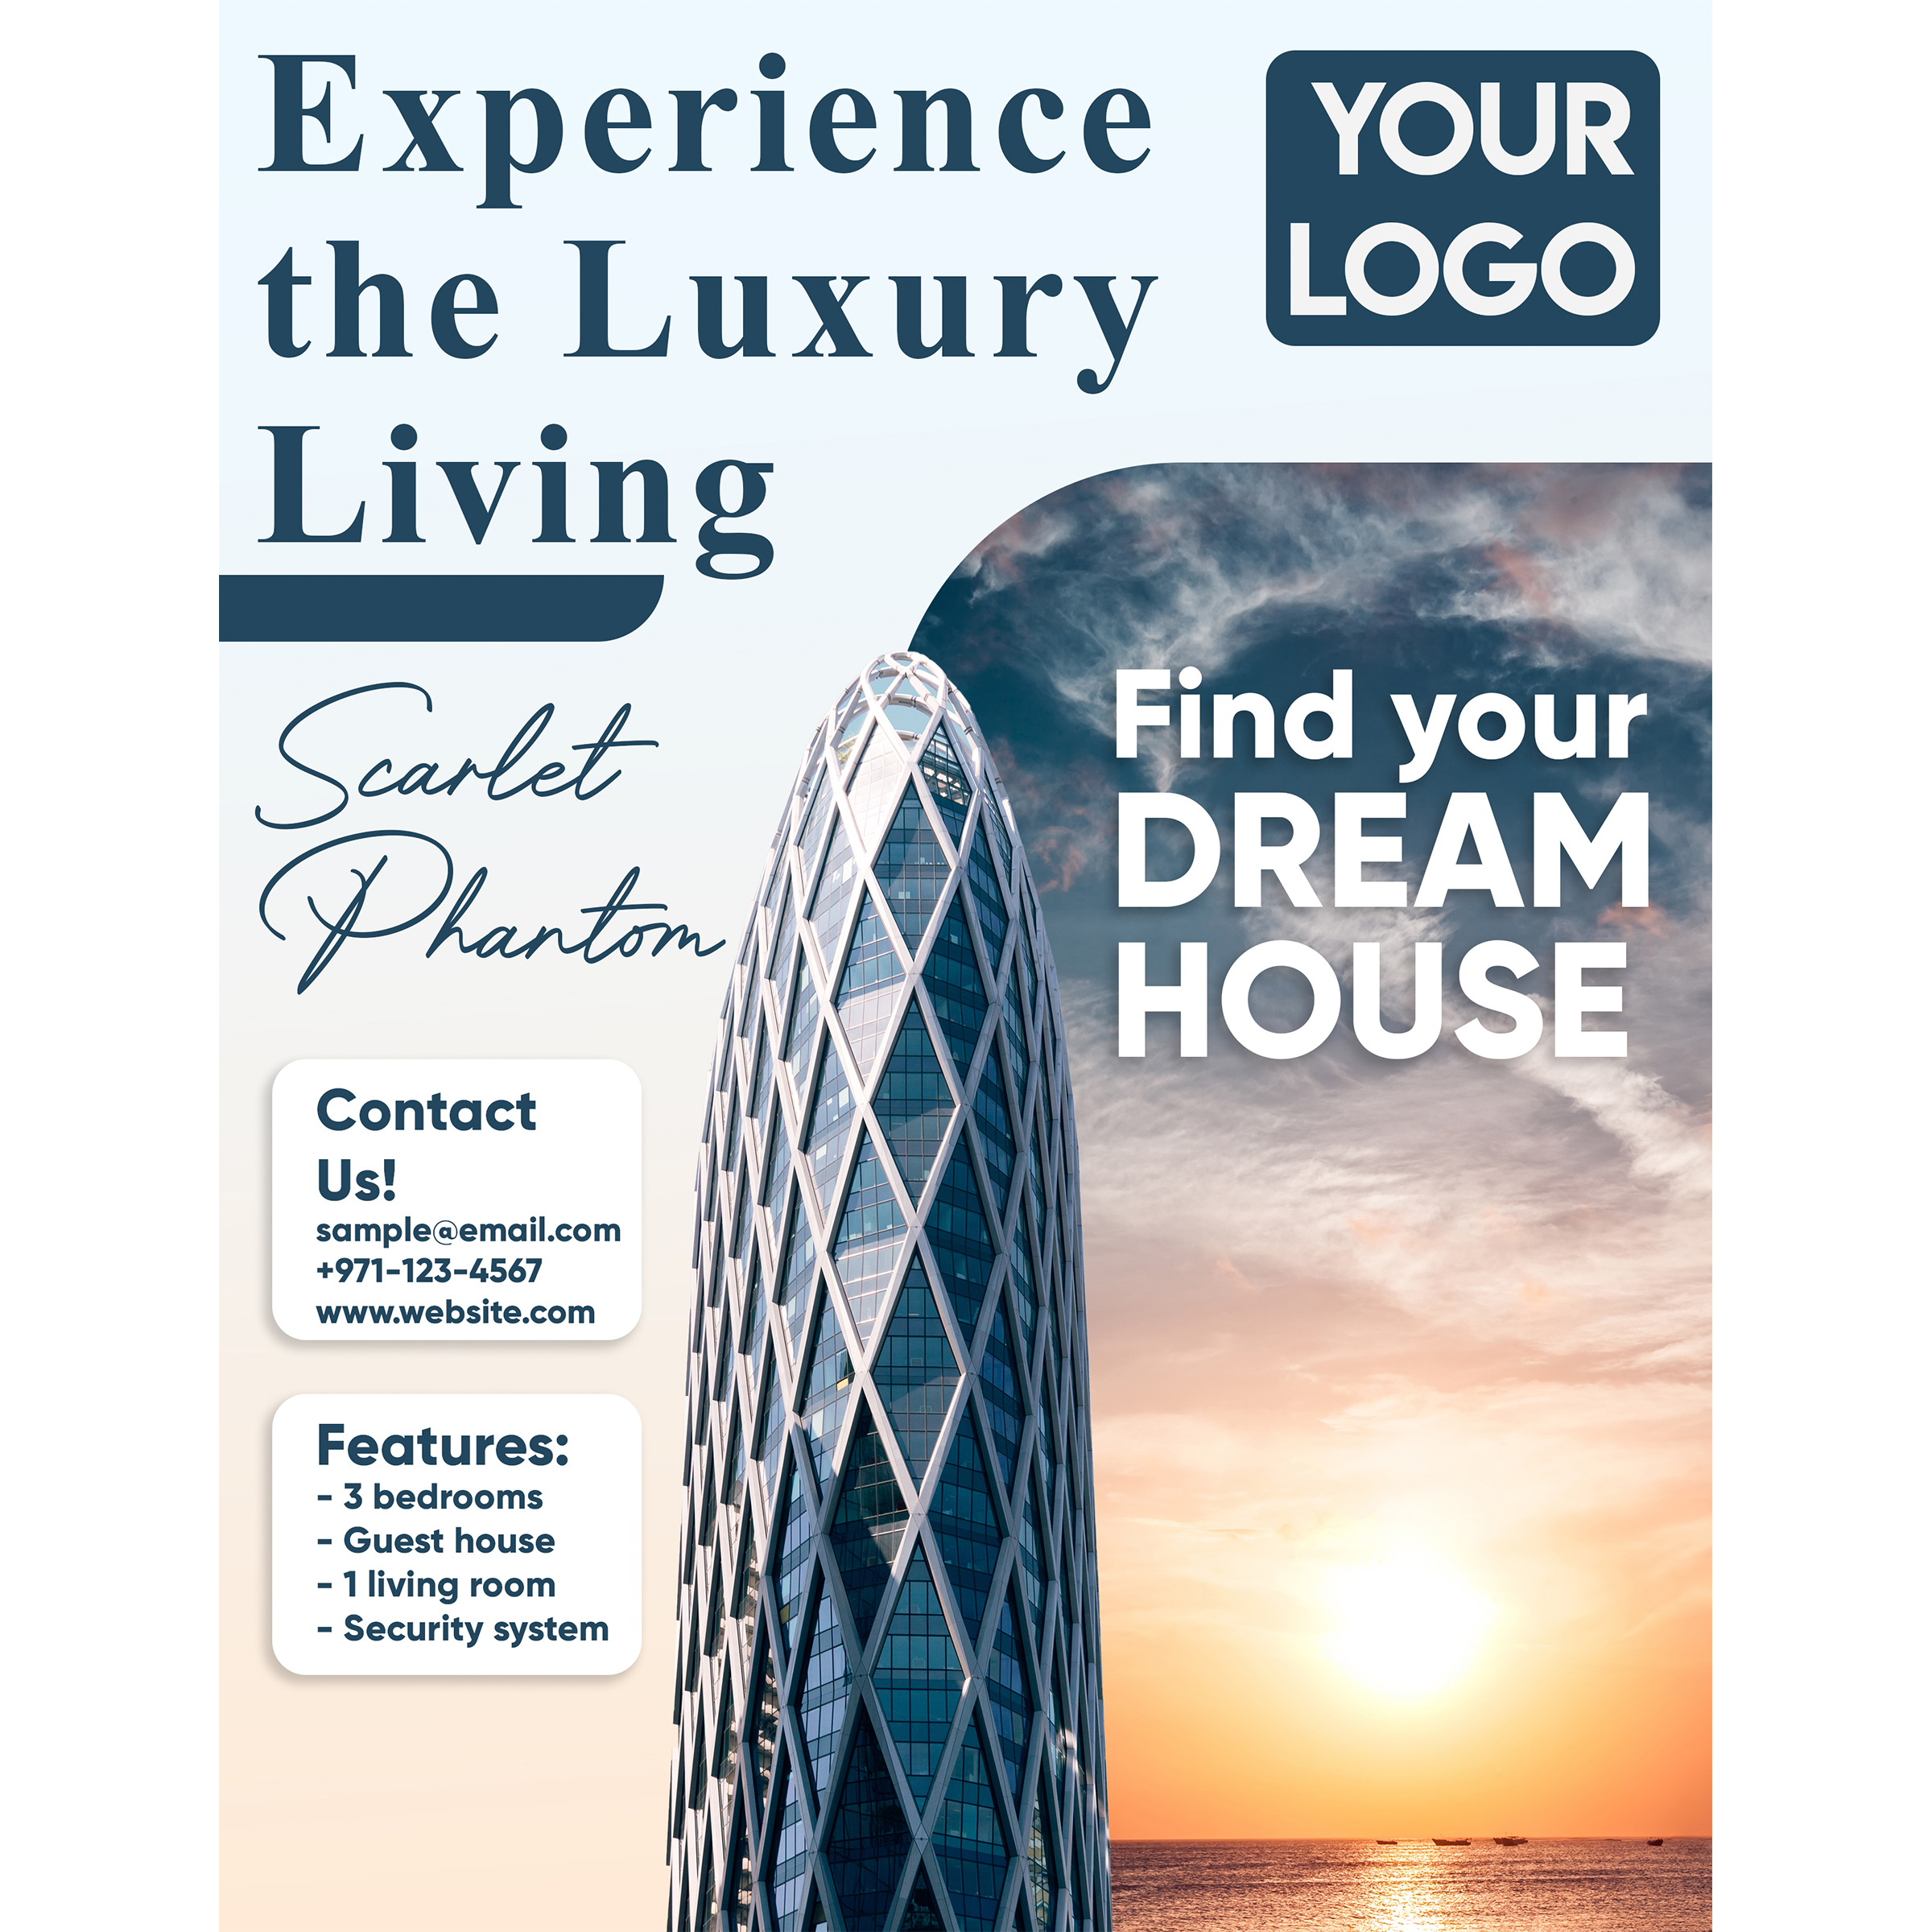 Experience
the Luxury
Living
YOUR
LOGO
Scarlet
Phantom
Find your
DREAM
HOUSE
Contact
Us!
sample@email.com
+971-123-4567
www.website.com
Features:
- 3 bedrooms
- Guest house
- 1 living room
- Security system